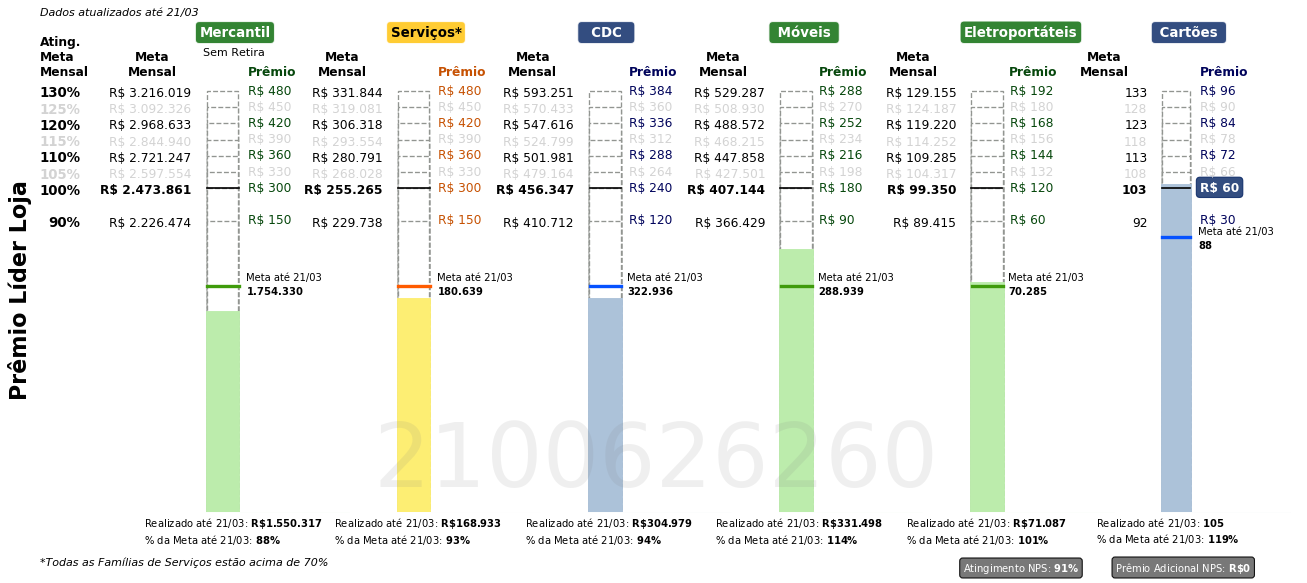 Dados atualizados até 21/03
Mercantil Serviços* CDC Móveis Eletroportáteis Cartões
Sem Retira
Ating. Meta Mensal
Meta Mensal Prêmio Meta Mensal Prêmio Meta Mensal Prêmio Meta Mensal Prêmio Meta Mensal Prêmio Meta Mensal Prêmio
130% R$ 3.216.019 R$ 480 R$ 331.844 R$ 480 R$ 593.251 R$ 384 R$ 529.287 R$ 288 R$ 129.155 R$ 192 133 R$ 96
125% R$ 3.092.326 R$ 450 R$ 319.081 R$ 450 R$ 570.433 R$ 360 R$ 508.930 R$ 270 R$ 124.187 R$ 180 128 R$ 90
120% R$ 2.968.633 R$ 420 R$ 306.318 R$ 420 R$ 547.616 R$ 336 R$ 488.572 R$ 252 R$ 119.220 R$ 168 123 R$ 84
115% R$ 2.844.940 R$ 390 R$ 293.554 R$ 390 R$ 524.799 R$ 312 R$ 468.215 R$ 234 R$ 114.252 R$ 156 118 R$ 78
110% R$ 2.721.247 R$ 360 R$ 280.791 R$ 360 R$ 501.981 R$ 288 R$ 447.858 R$ 216 R$ 109.285 R$ 144 113 R$ 72
105% R$ 2.597.554 R$ 330 R$ 268.028 R$ 330 R$ 479.164 R$ 264 R$ 427.501 R$ 198 R$ 104.317 R$ 132 108 R$ 66
100% R$ 2.473.861 R$ 300 R$ 255.265 R$ 300 R$ 456.347 R$ 240 R$ 407.144 R$ 180 R$ 99.350 R$ 120 103 R$ 60
90% R$ 2.226.474 R$ 150 R$ 229.738 R$ 150 R$ 410.712 R$ 120 R$ 366.429 R$ 90 R$ 89.415 R$ 60 92 R$ 30
Meta até 21/03
88
Meta até 21/03 Meta até 21/03 Meta até 21/03 Meta até 21/03 Meta até 21/03
1.754.330 180.639 322.936 288.939 70.285
Prêmio Líder Loja
2100626260
Realizado até 21/03: R$1.550.317 Realizado até 21/03: R$168.933 Realizado até 21/03: R$304.979 Realizado até 21/03: R$331.498 Realizado até 21/03: R$71.087 Realizado até 21/03: 105
% da Meta até 21/03: 88% % da Meta até 21/03: 93% % da Meta até 21/03: 94% % da Meta até 21/03: 114% % da Meta até 21/03: 101% % da Meta até 21/03: 119%
*Todas as Famílias de Serviços estão acima de 70%
Atingimento NPS: 91% Prêmio Adicional NPS: R$0